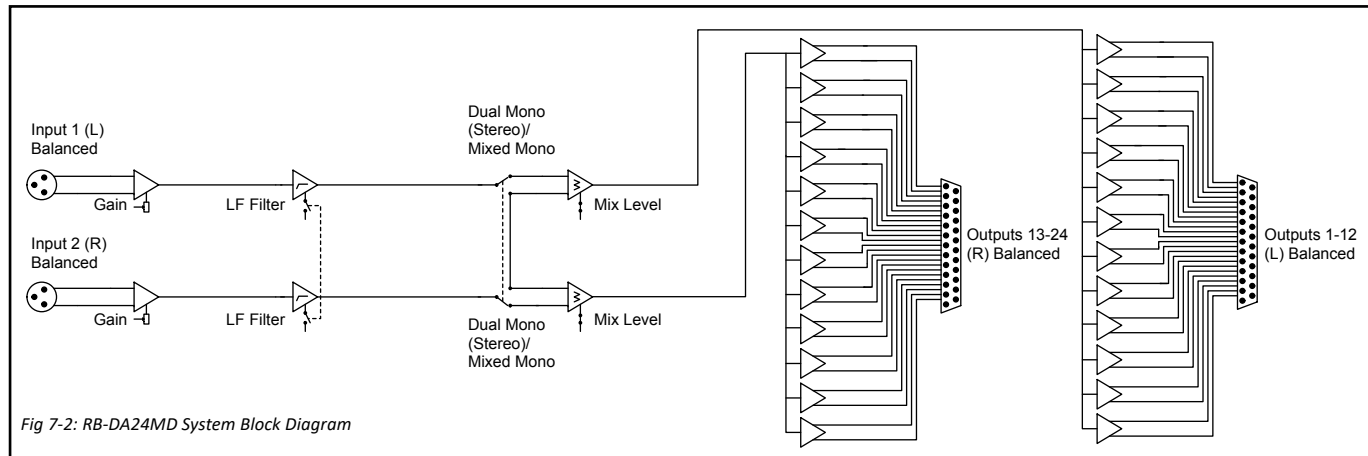 Input 1 (L)
Balanced
Gain
LF Filter
Dual Mono
(Stereo)/
Mixed Mono
Mix Level
Input 2 (R)
Balanced
Gain
LF Filter
Dual Mono
(Stereo)/
Mixed Mono
Mix Level
Outputs 13-24
(R) Balanced
Outputs 1-12
(L) Balanced
Fig 7-2: RB-DA24MD System Block Diagram